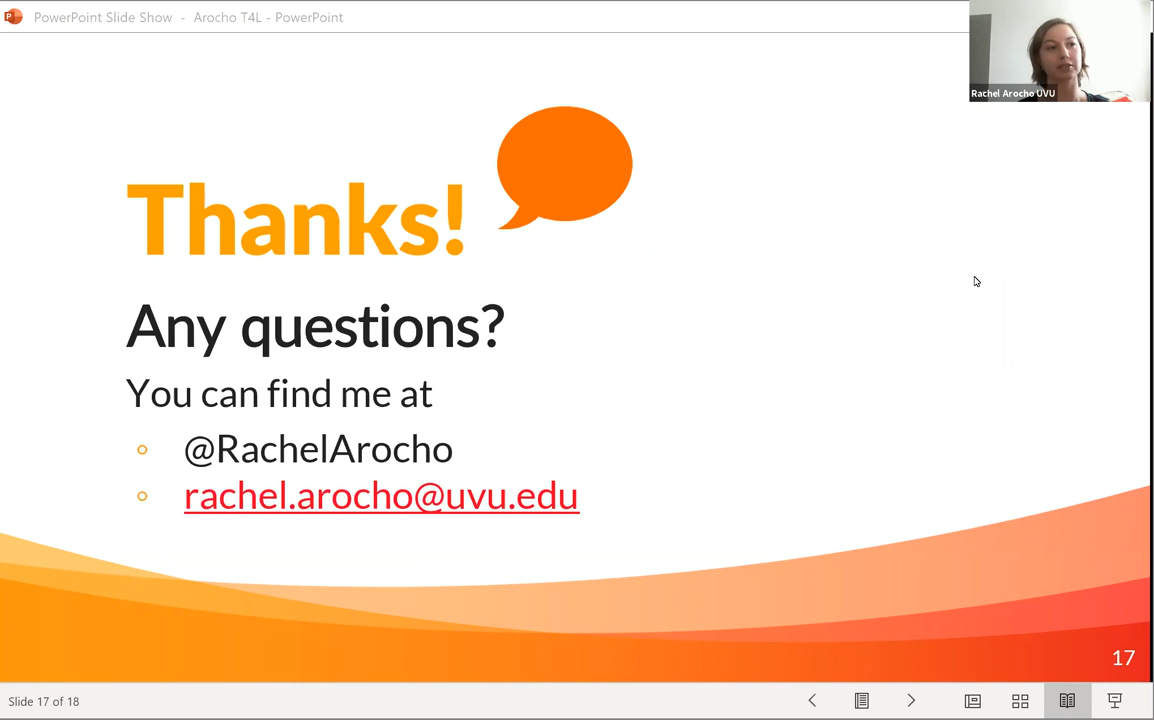 PowerPoint Slide Show - Arocho T4L - PowerPoint
Rachel Arocho UVU
Thanks!
Any questions?
You can find me at
@RachelArocho
rachel.arocho@uvu.edu
17
Slide 17 of 18